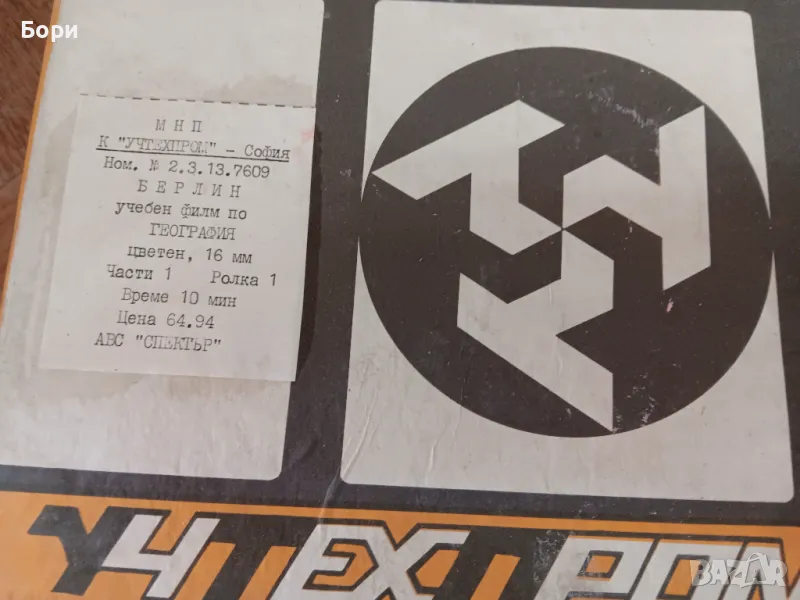 Бори
М Н П
К "УЧТЕХПРОМ" - София
Ном. № 2.3.13.7609
Б Е Р Л И Н
учебен филм по
ГЕОГРАФИЯ
цветен, 16 мм
Части 1 Ролка 1
Време 10 мин
Цена 64.94
АВС "СПЕКТЪР"
УЧТЕХПРОМ
BAZAR